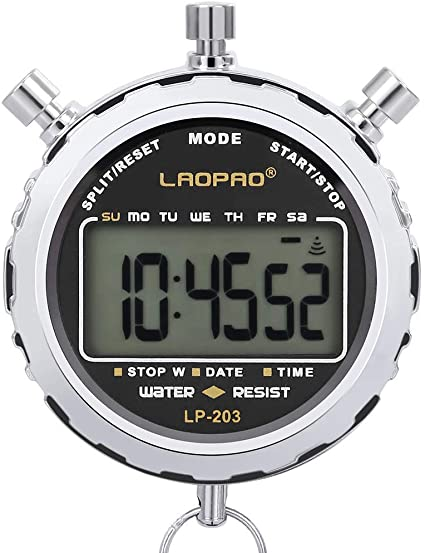 MODE
SPLIT/RESET
START/STOP
LAOPAO®
SU MO TU WE TH FR Sa
10:45 52
STOP W DATE TIME
WATER RESIST
LP-203